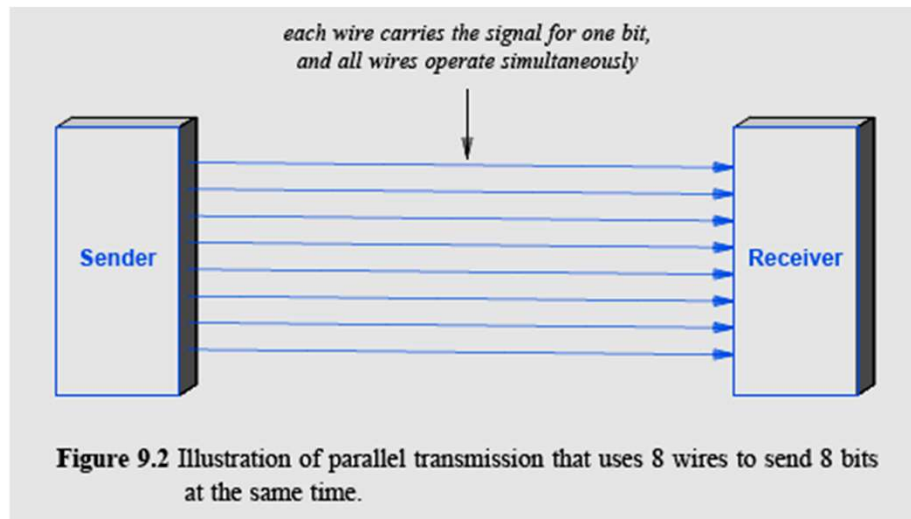 each wire carries the signal for one bit,
and all wires operate simultaneously
Sender
Receiver
Figure 9.2 Illustration of parallel transmission that uses 8 wires to send 8 bits
at the same time.